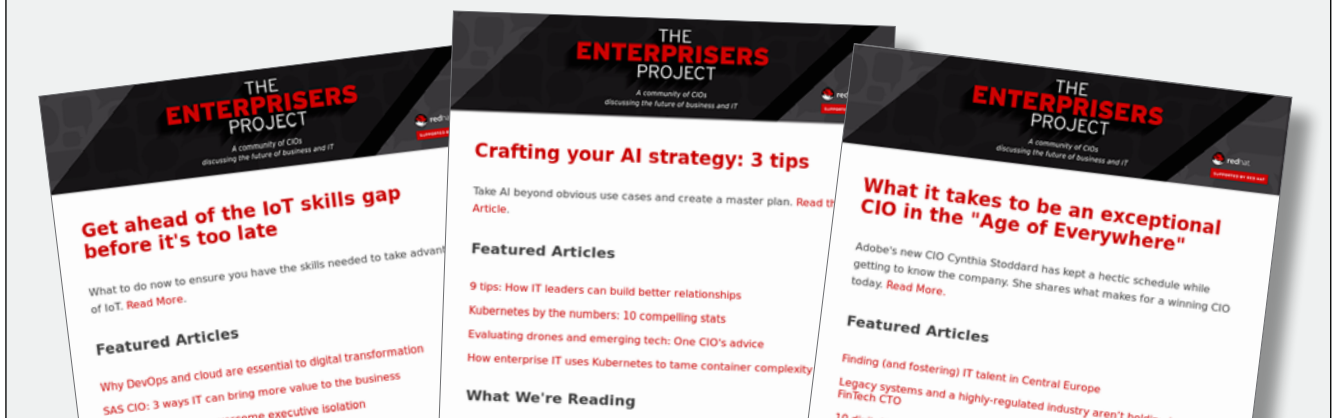 THE
ENTERPRISERS
PROJECT
A community of CIOs
discussing the future of business and IT
Get ahead of the IoT skills gap
before it's too late
What to do now to ensure you have the skills needed to take
of IoT. Read More.
Featured Articles
Why DevOps and cloud are essential to digital transformation
SAS CIO: 3 ways IT can bring more value to the business
executive isolation
THE
ENTERPRISERS
PROJECT
A community of CIOs
discussing the future of business and IT
Crafting your AI strategy: 3 tips
Take AI beyond obvious use cases and create a master plan. Read
Article.
Featured Articles
9 tips: How IT leaders can build better relationships
Kubernetes by the numbers: 10 compelling stats
Evaluating drones and emerging tech: One CIO's advice
How enterprise IT uses Kubernetes to tame container complexity
What We're Reading
THE
ENTERPRISERS
PROJECT
A community of CIOs
discussing the future of business and IT
redhat
SUPPORTED BY RED HAT
What it takes to be an exceptional
CIO in the "Age of Everywhere"
Adobe's new CIO Cynthia Stoddard has kept a hectic schedule while
getting to know the company. She shares what makes for a winning CIO
today. Read More.
Featured Articles
Finding (and fostering) IT talent in Central Europe
Legacy systems and a highly-regulated industry aren't
FinTech CTO